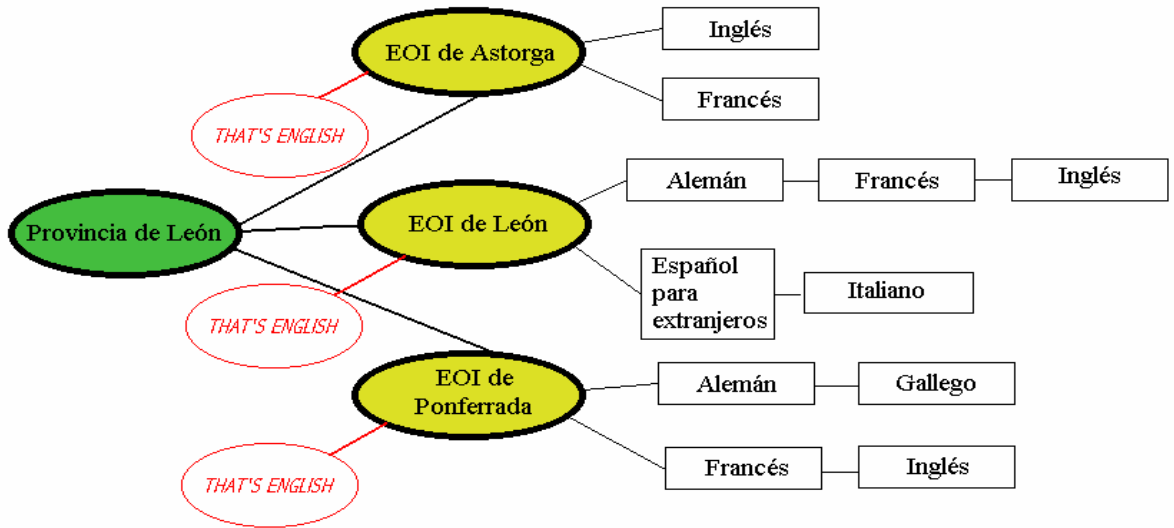 Inglés
EOI de Astorga
Francés
THAT'S ENGLISH
Alemán
Francés
Inglés
Provincia de León
EOI de León
Español
para
extranjeros
Italiano
THAT'S ENGLISH
EOI de
Ponferrada
Alemán
Gallego
Francés
Inglés
THAT'S ENGLISH